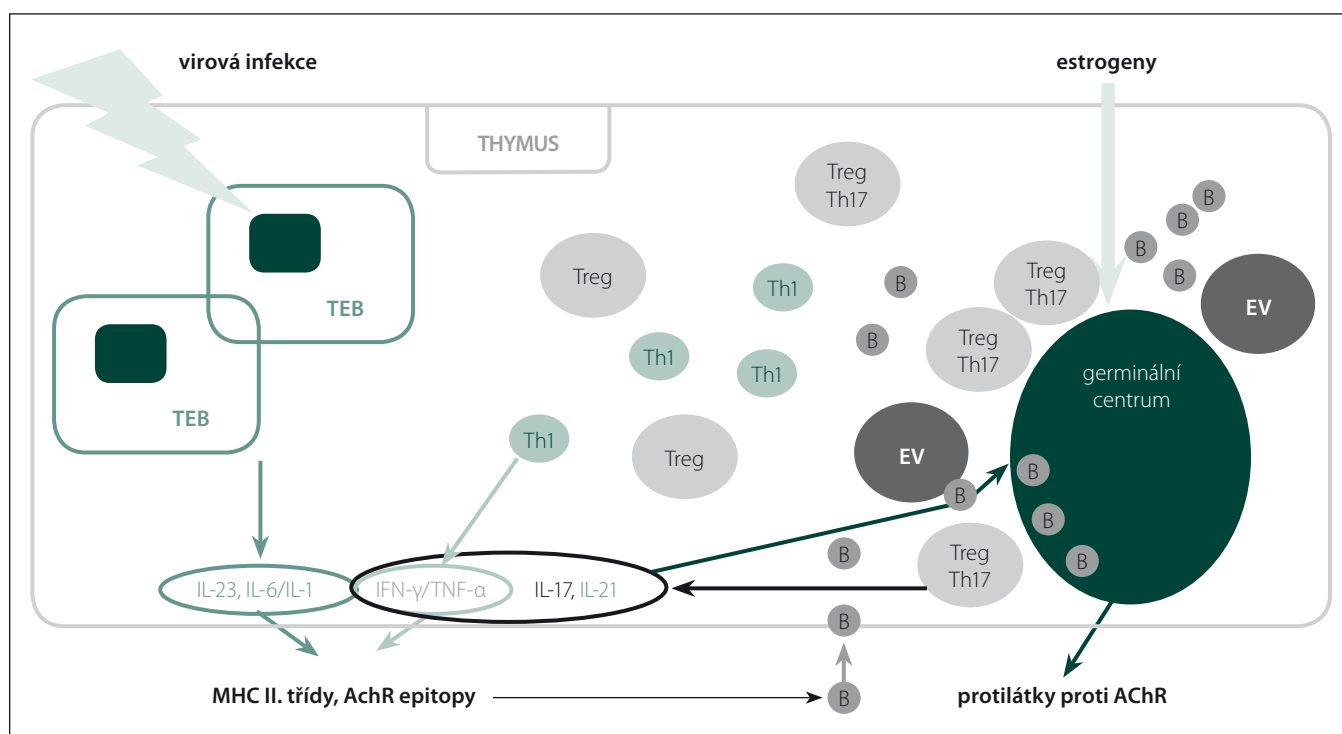 virová infekce
estrogeny
THYMUS
Treg
Th17
B
B
B
B
TEB
Treg
Th1
B
Treg
Th17
EV
TEB
Th1
Th1
B
Treg
Th17
germinální
centrum
Th1
Treg
EV
B
B
B
B
B
Treg
Th17
IL-23, IL-6/IL-1
IFN-γ/TNF-α
IL-17, IL-21
B
MHC II. třídy, AchR epitopy
B
protilátky proti AChR